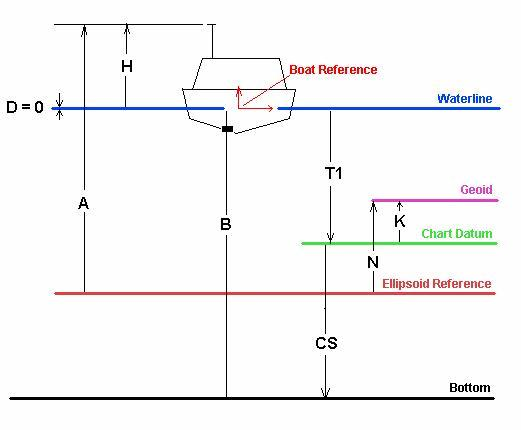 H
Boat Reference
D = 0
Waterline
T1
Geoid
A
B
K
Chart Datum
N
Ellipsoid Reference
CS
Bottom